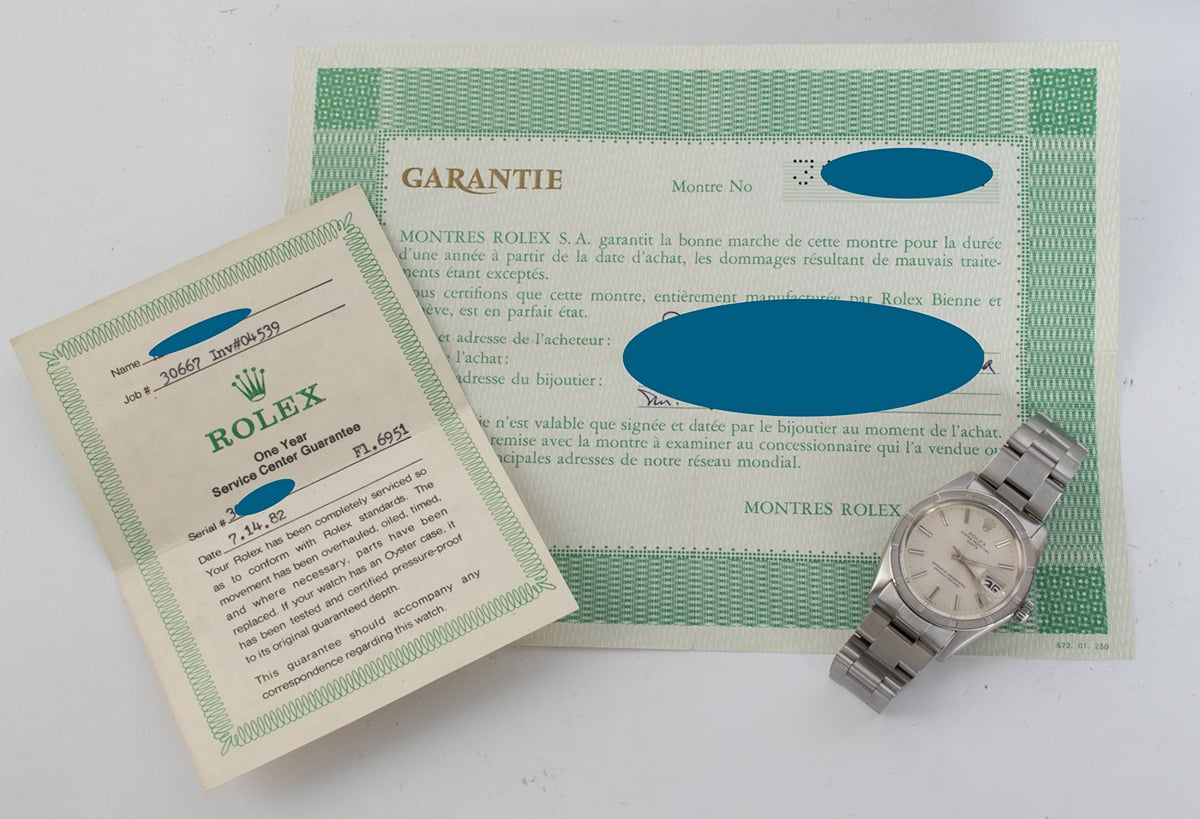 GARANTIE
Montre No
3
MONTRES ROLEX S. A. garantit la bonne marche de cette montre pour la durée
d'une année à partir de la date d'achat, les dommages résultant de mauvais traite-
ments étant exceptés.
ous certifions que cette montre, entièrement manufacturée par Rolex Bienne et
ève, est en parfait état.
et adresse de l'acheteur :
e l'achat :
adresse du bijoutier :
ie n'est valable que signée et datée par le bijoutier au moment de l'achat.
remise avec la montre à examiner au concessionnaire qui l'a vendue ou
ncipales adresses de notre réseau mondial.
MONTRES ROLEX
572. 01. 250
Name
Job # 30667 Inv#04539
ROLEX
One Year
Service Center Guarantee
F1.6951
Serial # 3
Date 7.14.82
Your Rolex has been completely serviced so
as to conform with Rolex standards. The
movement has been overhauled, oiled, timed,
and where necessary, parts have been
replaced. If your watch has an Oyster case, it
has been tested and certified pressure-proof
to its original guaranteed depth.
This guarantee should accompany any
correspondence regarding this watch.
ROLEX